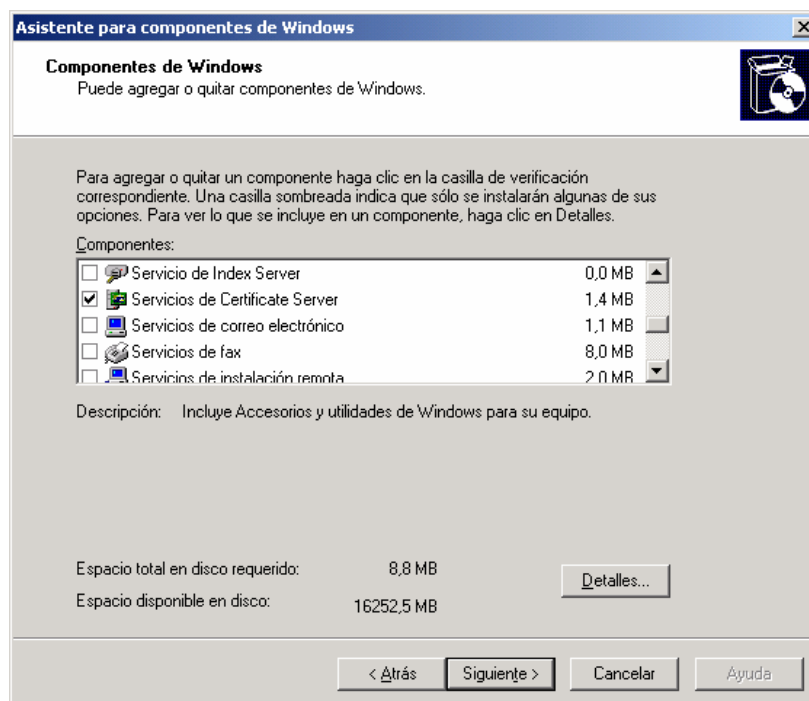 Asistente para componentes de Windows
Componentes de Windows
Puede agregar o quitar componentes de Windows.
Para agregar o quitar un componente haga clic en la casilla de verificación
correspondiente. Una casilla sombreada indica que sólo se instalarán algunas de sus
opciones. Para ver lo que se incluye en un componente, haga clic en Detalles.
Componentes:
Servicio de Index Server 0,0 MB
Servicios de Certificate Server 1,4 MB
Servicios de correo electrónico 1,1 MB
Servicios de fax 8,0 MB
Servicios de instalación remota 2,0 MB
Descripción: Incluye Accesorios y utilidades de Windows para su equipo.
Espacio total en disco requerido: 8,8 MB
Detalles...
Espacio disponible en disco: 16252,5 MB
< Atrás Siguiente > Cancelar Ayuda